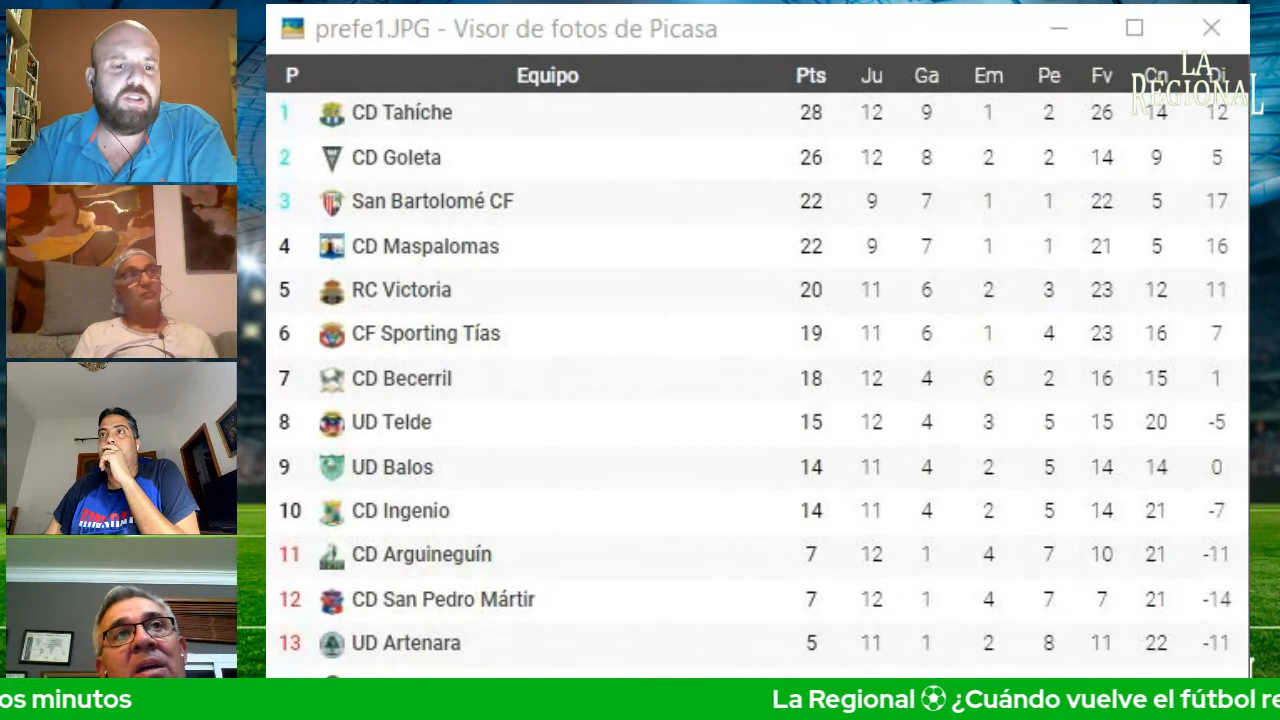 prefe1.JPG - Visor de fotos de Picasa
LA
REGIONAL
P Equipo Pts Ju Ga Em Pe Fv Cn Di
1 CD Tahíche 28 12 9 1 2 26 14 12
2 CD Goleta 26 12 8 2 2 14 9 5
3 San Bartolomé CF 22 9 7 1 1 22 5 17
4 CD Maspalomas 22 9 7 1 1 21 5 16
5 RC Victoria 20 11 6 2 3 23 12 11
6 CF Sporting Tías 19 11 6 1 4 23 16 7
7 CD Becerril 18 12 4 6 2 16 15 1
8 UD Telde 15 12 4 3 5 15 20 -5
9 UD Balos 14 11 4 2 5 14 14 0
10 CD Ingenio 14 11 4 2 5 14 21 -7
11 CD Arguineguín 7 12 1 4 7 10 21 -11
12 CD San Pedro Mártir 7 12 1 4 7 7 21 -14
13 UD Artenara 5 11 1 2 8 11 22 -11
os minutos La Regional ⚽ ¿Cuándo vuelve el fútbol re